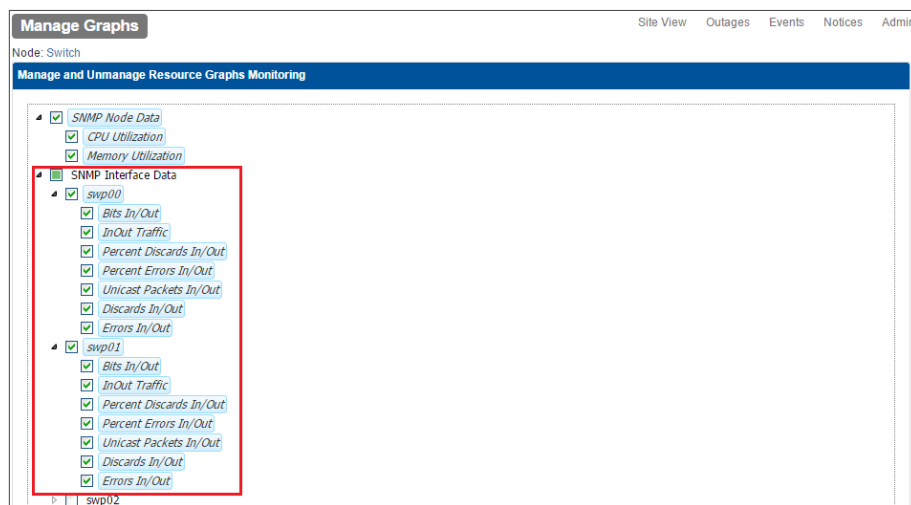 Manage Graphs
Site View Outages Events Notices Admin
Node: Switch
Manage and Unmanage Resource Graphs Monitoring
SNMP Node Data
CPU Utilization
Memory Utilization
SNMP Interface Data
swp00
Bits In/Out
InOut Traffic
Percent Discards In/Out
Percent Errors In/Out
Unicast Packets In/Out
Discards In/Out
Errors In/Out
swp01
Bits In/Out
InOut Traffic
Percent Discards In/Out
Percent Errors In/Out
Unicast Packets In/Out
Discards In/Out
Errors In/Out
swp02